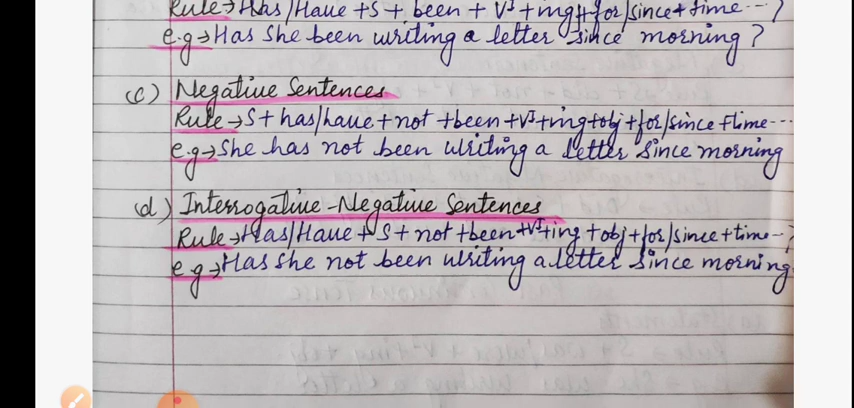 Rule→ Has/Have +S + been + V¹ +ing+for/since+time---?
e.g→Has she been writing a letter since morning?
(c) Negative Sentences
Rule→S+ has/have+not +been+V¹+ing+obj+for/since+time---
e.g→She has not been writing a letter since morning
(d) Interrogative-Negative Sentences
Rule→Has/Have+S+not+been+V¹+ing+obj+for/since+time--?
e.g→Has she not been writing a letter since morning